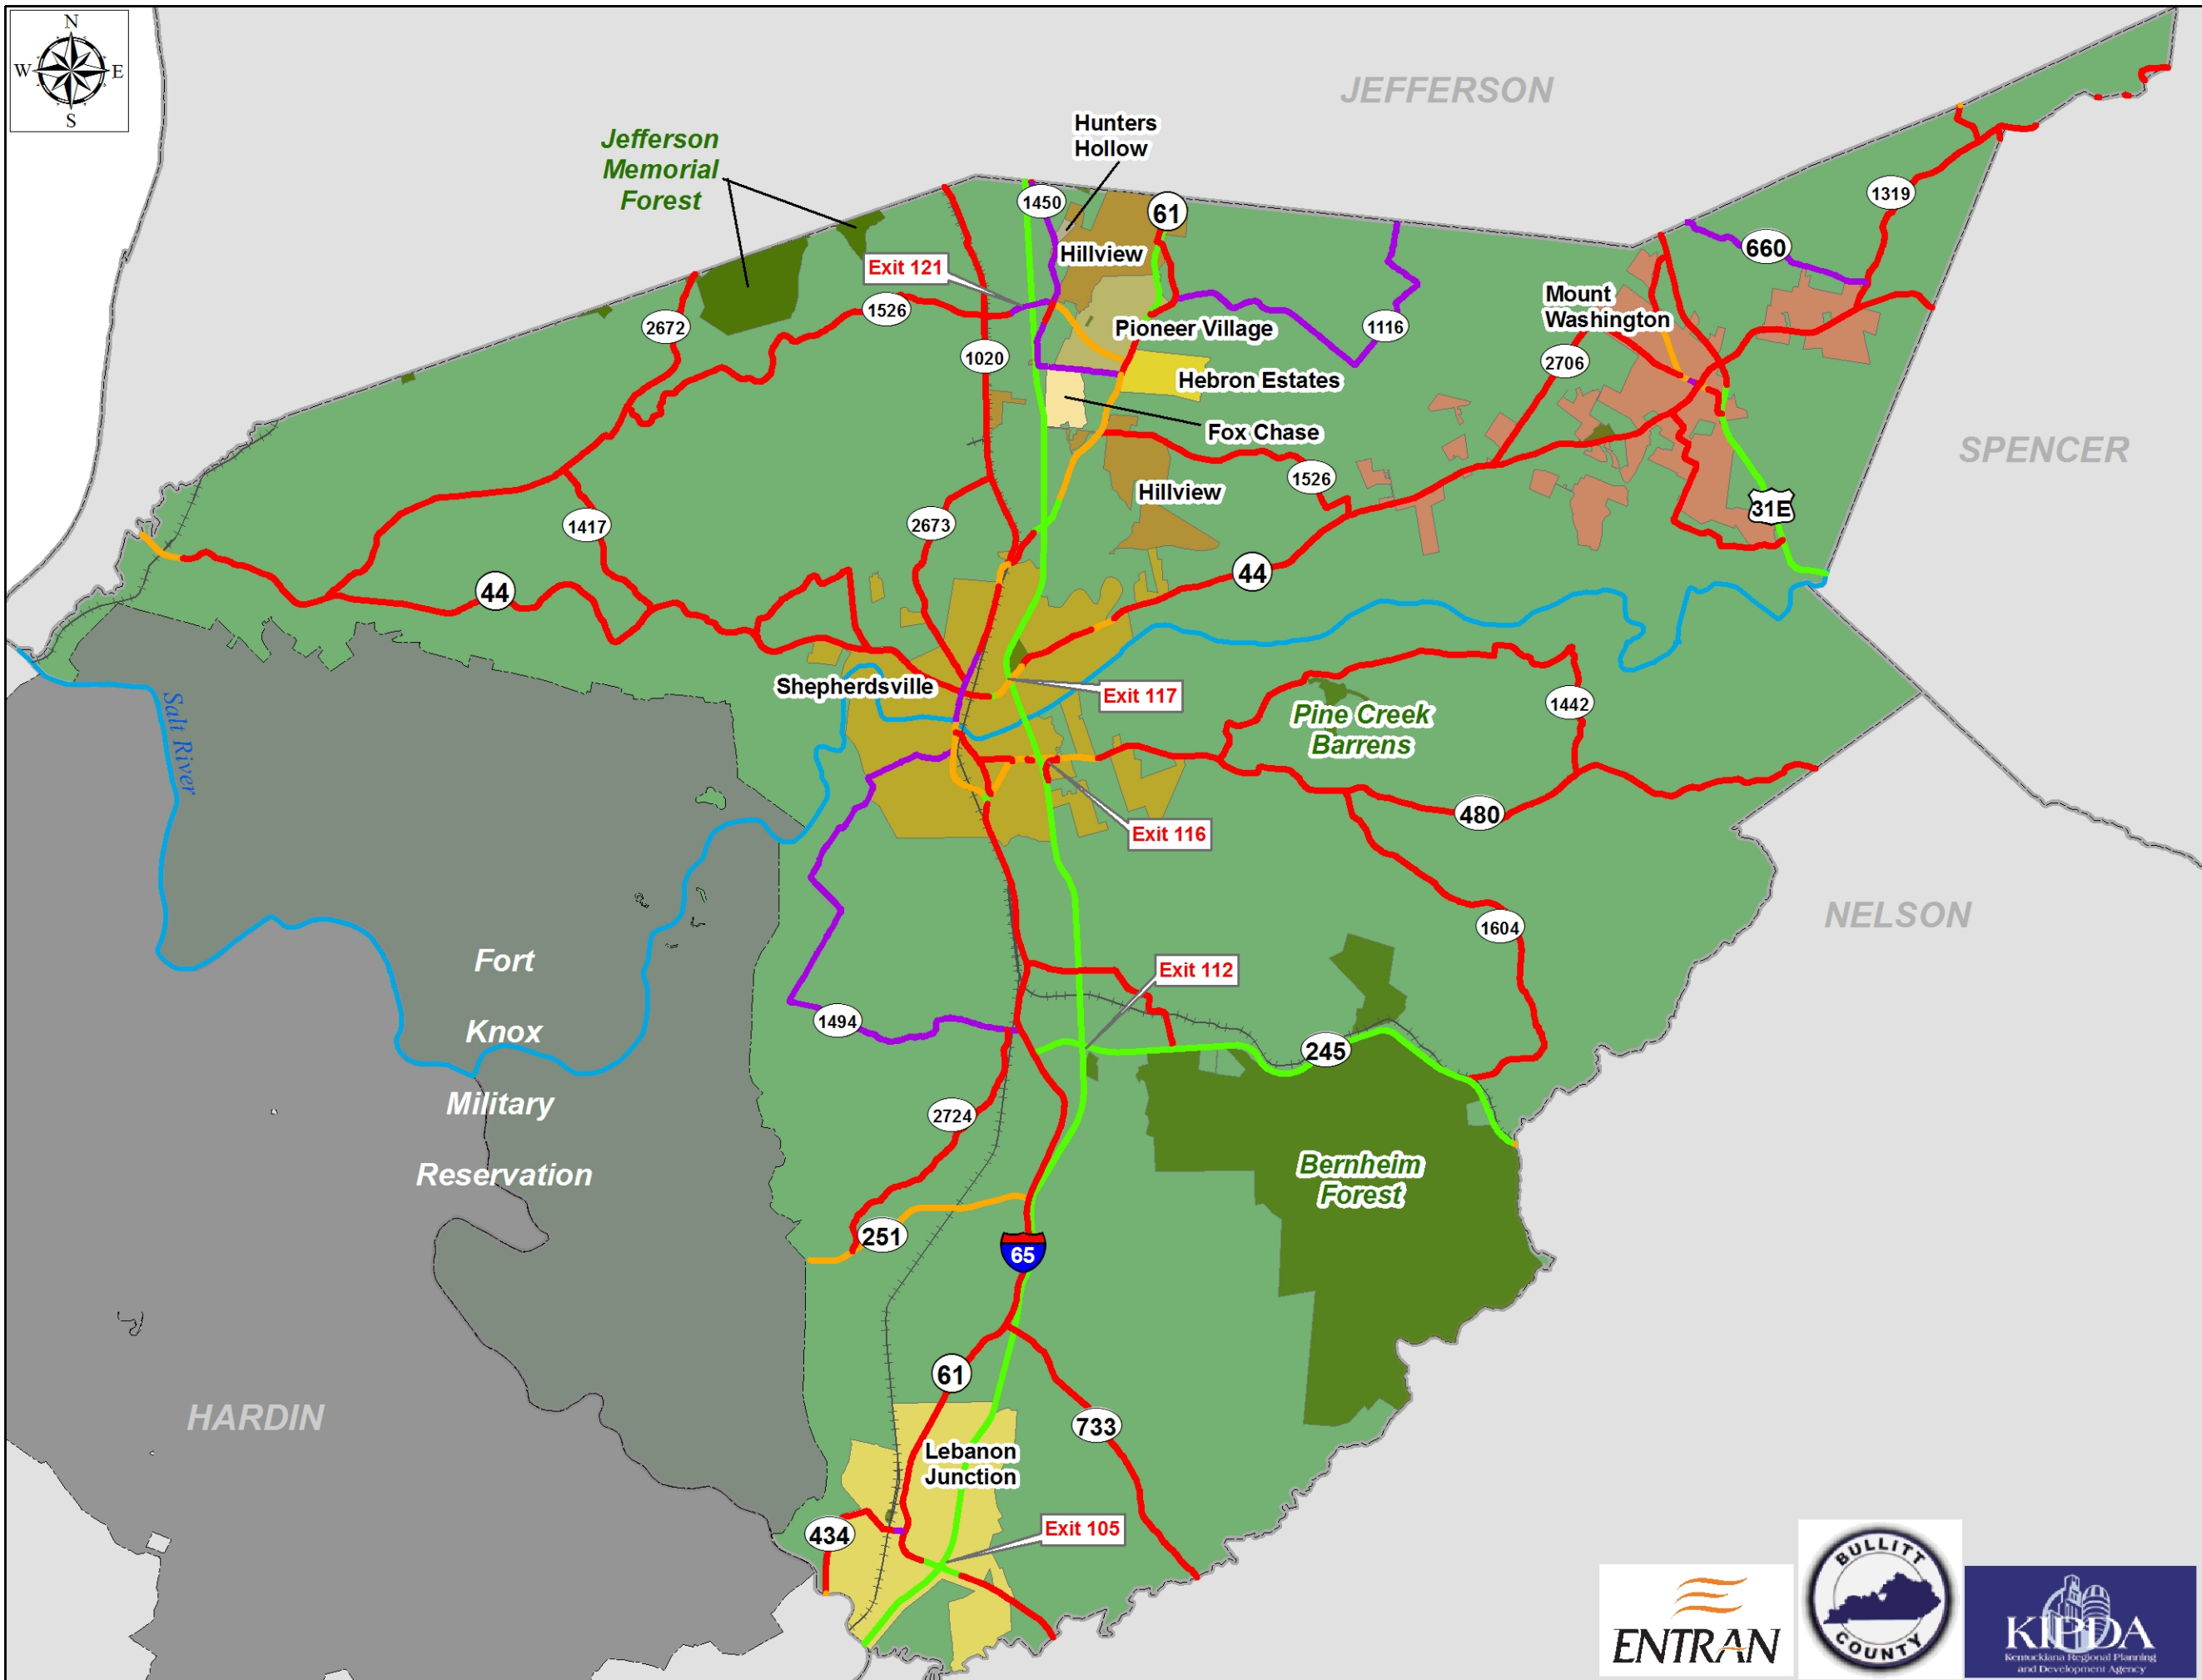 N
W E
S
JEFFERSON
Hunters
Hollow
Jefferson
Memorial
Forest
1450
61
1319
Hillview
660
Exit 121
Mount
Washington
1526
2672
Pioneer Village
1116
1020
2706
Hebron Estates
Fox Chase
SPENCER
1526
Hillview
31E
1417
2673
44
44
Shepherdsville
Exit 117
Salt River
Pine Creek
Barrens
1442
480
Exit 116
NELSON
1604
Fort
Exit 112
1494
Knox
245
Military
2724
Reservation
Bernheim
Forest
251
65
61
HARDIN
733
Lebanon
Junction
434
Exit 105
ENTRAN
BULLITT
COUNTY
KIPDA
Kentuckiana Regional Planning
and Development Agency